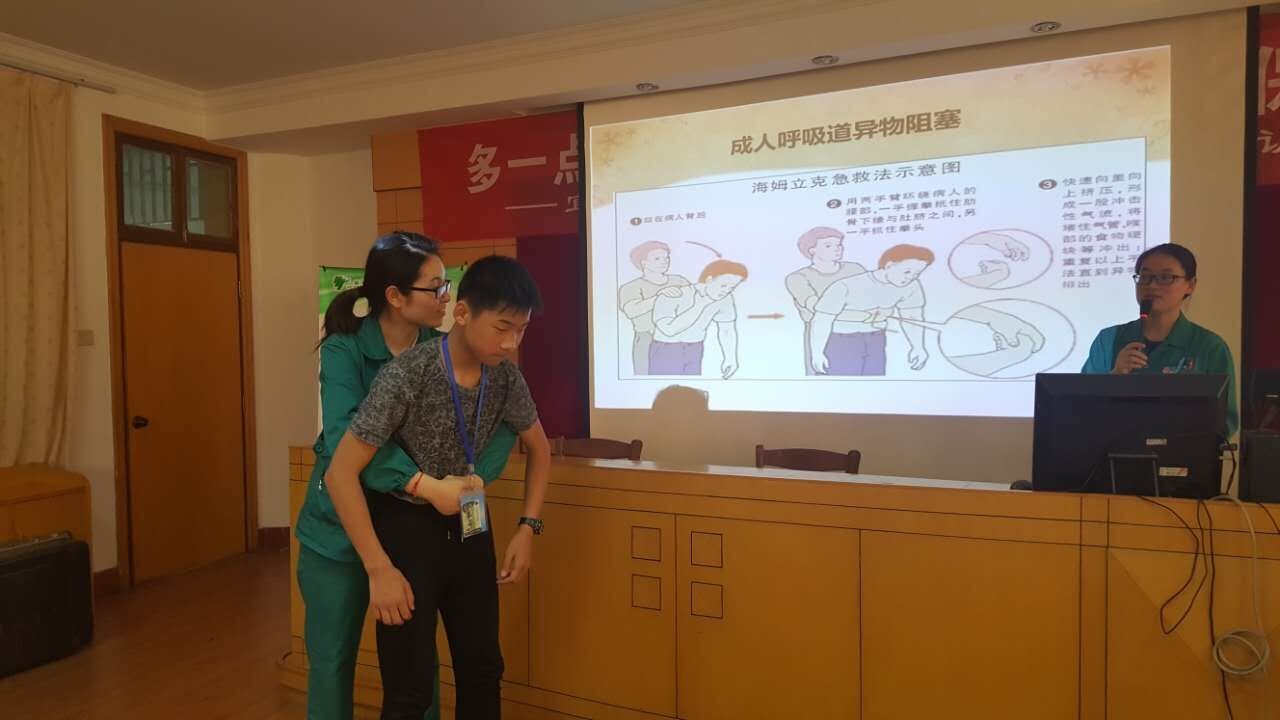 多一点
成人呼吸道异物阻塞
海姆立克急救法示意图
①站在病人背后
②用两手臂环绕病人的
腰部,一手握拳抵住肋
骨下缘与肚脐之间,另
一手抓住拳头
③快速向里向
上挤压,形
成一股冲击
性气流,将
堵住气管,喉
部的食物硬
块等冲出;
重复以上手
法直到异物
排出